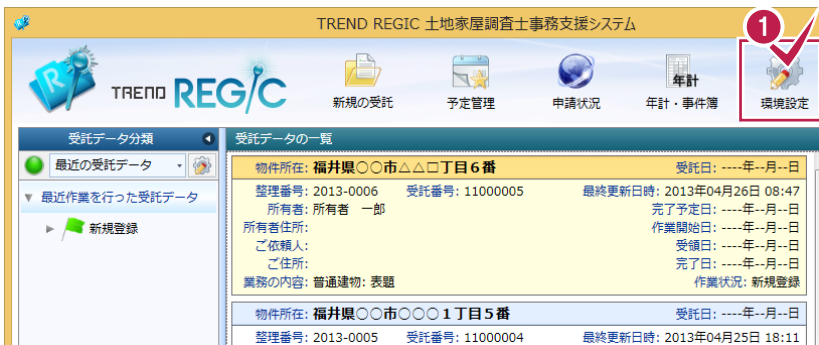 TREND REGIC 土地家屋調査士事務支援システム
1
TREND REGIC
新規の受託
予定管理
申請状況
年計
年計・事件簿
環境設定
受託データ分類
受託データの一覧
最近の受託データ
最近作業を行った受託データ
新規登録
物件所在: 福井県○○市△△□丁目6番 受託日: ----年--月--日
整理番号: 2013-0006 受託番号: 11000005 最終更新日時: 2013年04月26日 08:47
所有者: 所有者 一郎 完了予定日: ----年--月--日
所有者住所: 作業開始日: ----年--月--日
ご依頼人: 受領日: ----年--月--日
ご住所: 完了日: ----年--月--日
業務の内容: 普通建物: 表題 作業状況: 新規登録
物件所在: 福井県○○市○○○1丁目5番 受託日: ----年--月--日
整理番号: 2013-0005 受託番号: 11000004 最終更新日時: 2013年04月25日 18:11